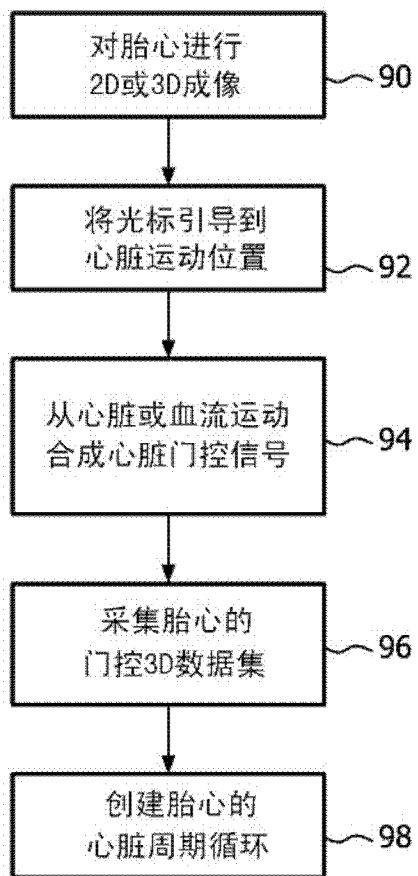 对胎心进行
2D或3D成像
90
将光标引导到
心脏运动位置
92
从心脏或血流运动
合成心脏门控信号
94
采集胎心的
门控3D数据集
96
创建胎心的
心脏周期循环
98